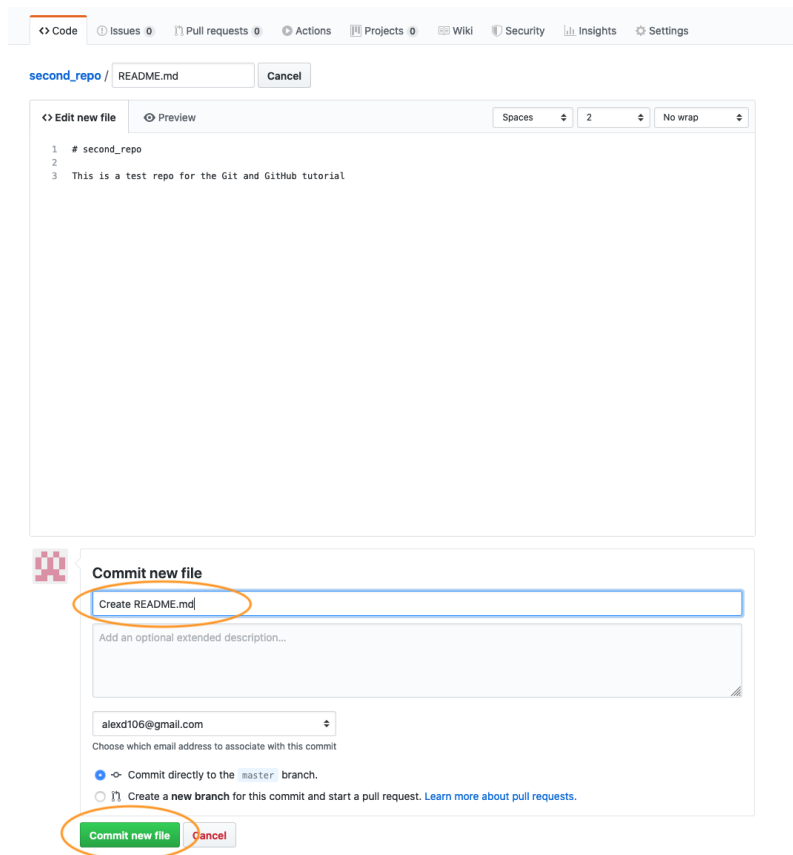 Code Issues 0 Pull requests 0 Actions Projects 0 Wiki Security Insights Settings
second_repo / README.md Cancel
Edit new file Preview Spaces 2 No wrap
1 # second_repo
2
3 This is a test repo for the Git and GitHub tutorial
Commit new file
Create README.md
Add an optional extended description...
alexd106@gmail.com
Choose which email address to associate with this commit
Commit directly to the master branch.
Create a new branch for this commit and start a pull request. Learn more about pull requests.
Commit new file Cancel